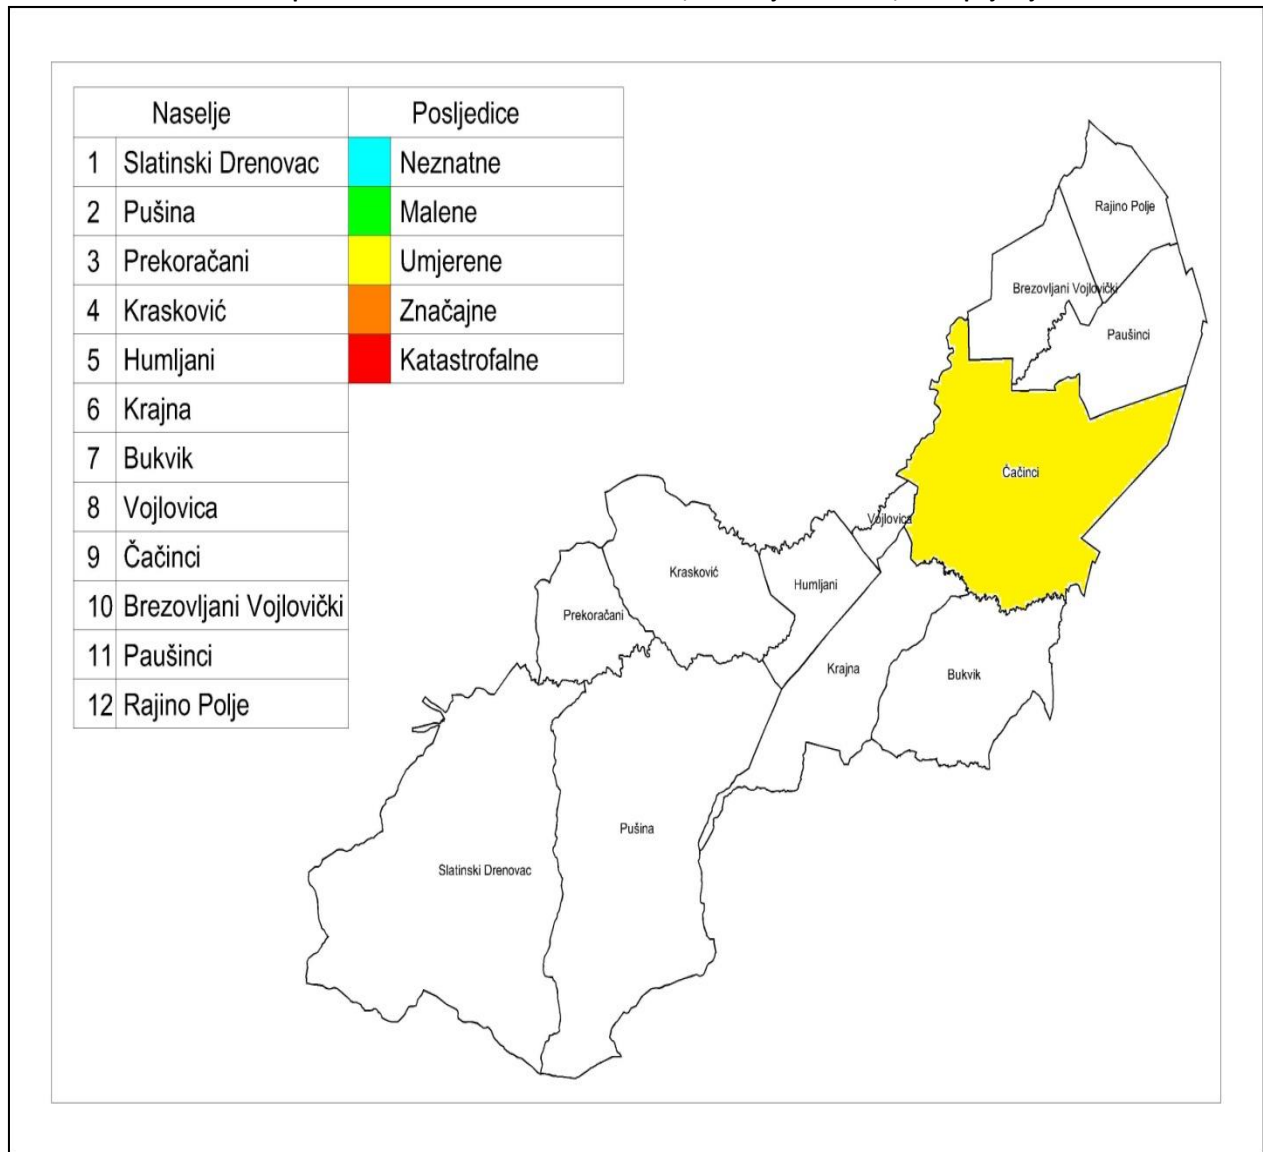 Naselje Posljedice
1 Slatinski Drenovac Neznatne
2 Pušina Malene
3 Prekoračani Umjerene
4 Krasković Značajne
5 Humljani Katastrofalne
6 Krajna
7 Bukvik
8 Vojlovica
9 Čačinci
10 Brezovljani Vojlovički
11 Paušinci
12 Rajino Polje
Rajino Polje
Brezovljani Vojlovički
Paušinci
Čačinci
Vojlovica
Krasković
Humljani
Prekoračani
Krajna
Bukvik
Pušina
Slatinski Drenovac